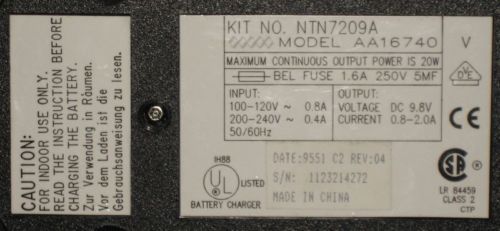 CAUTION:
FOR INDOOR USE ONLY.
READ THE INSTRUCTION BEFORE
CHARGING THE BATTERY.
Zur Verwendung in Räumen.
Vor dem Laden ist die
Gebrauchsanweisung zu lesen.
KIT NO. NTN7209A
MODEL AA16740 V
MAXIMUM CONTINUOUS OUTPUT POWER IS 20W
BEL FUSE 1.6A 250V 5MF
INPUT:
100-120V ~ 0.8A
200-240V ~ 0.4A
50/60Hz
OUTPUT:
VOLTAGE DC 9.8V
CURRENT 0.8-2.0A
VDE
CE
IH88
UL LISTED
BATTERY CHARGER
DATE:9551 C2 REV:04
S/N: 1123214272
MADE IN CHINA
SA
LR 84459
CLASS 2
CTP